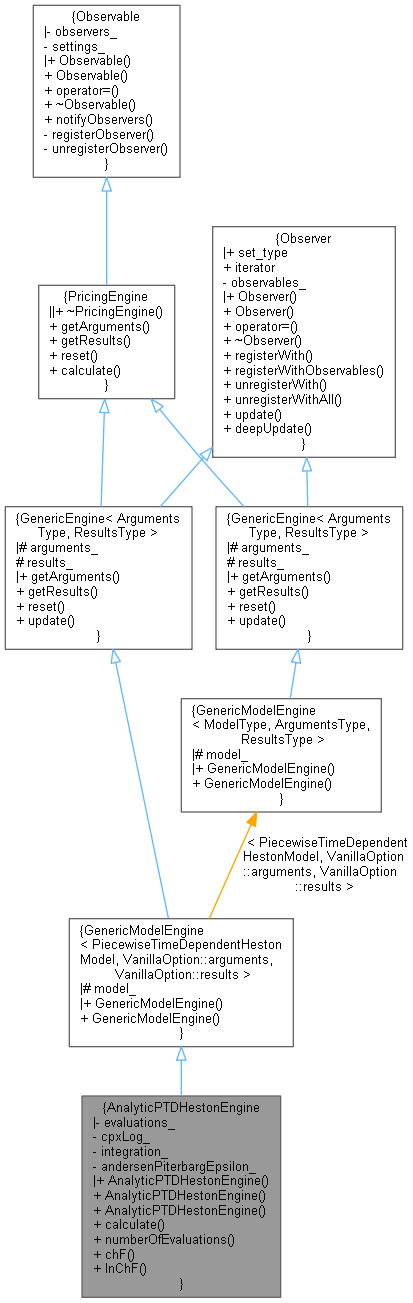 {Observable
|- observers_
- settings_
|+ Observable()
+ Observable()
+ operator=()
+ ~Observable()
+ notifyObservers()
- registerObserver()
- unregisterObserver()
}
{Observer
|+ set_type
+ iterator
- observables_
|+ Observer()
+ Observer()
+ operator=()
+ ~Observer()
+ registerWith()
+ registerWithObservables()
+ unregisterWith()
+ unregisterWithAll()
+ update()
+ deepUpdate()
}
{PricingEngine
||+ ~PricingEngine()
+ getArguments()
+ getResults()
+ reset()
+ calculate()
}
{GenericEngine< Arguments
Type, ResultsType >
|# arguments_
# results_
|+ getArguments()
+ getResults()
+ reset()
+ update()
}
{GenericEngine< Arguments
Type, ResultsType >
|# arguments_
# results_
|+ getArguments()
+ getResults()
+ reset()
+ update()
}
{GenericModelEngine
< ModelType, ArgumentsType,
ResultsType >
|# model_
|+ GenericModelEngine()
+ GenericModelEngine()
}
< PiecewiseTimeDependent
HestonModel, VanillaOption
::arguments, VanillaOption
::results >
{GenericModelEngine
< PiecewiseTimeDependentHeston
Model, VanillaOption::arguments,
VanillaOption::results >
|# model_
|+ GenericModelEngine()
+ GenericModelEngine()
}
{AnalyticPTDHestonEngine
|- evaluations_
- cpxLog_
- integration_
- andersenPiterbargEpsilon_
|+ AnalyticPTDHestonEngine()
+ AnalyticPTDHestonEngine()
+ AnalyticPTDHestonEngine()
+ calculate()
+ numberOfEvaluations()
+ chF()
+ lnChF()
}